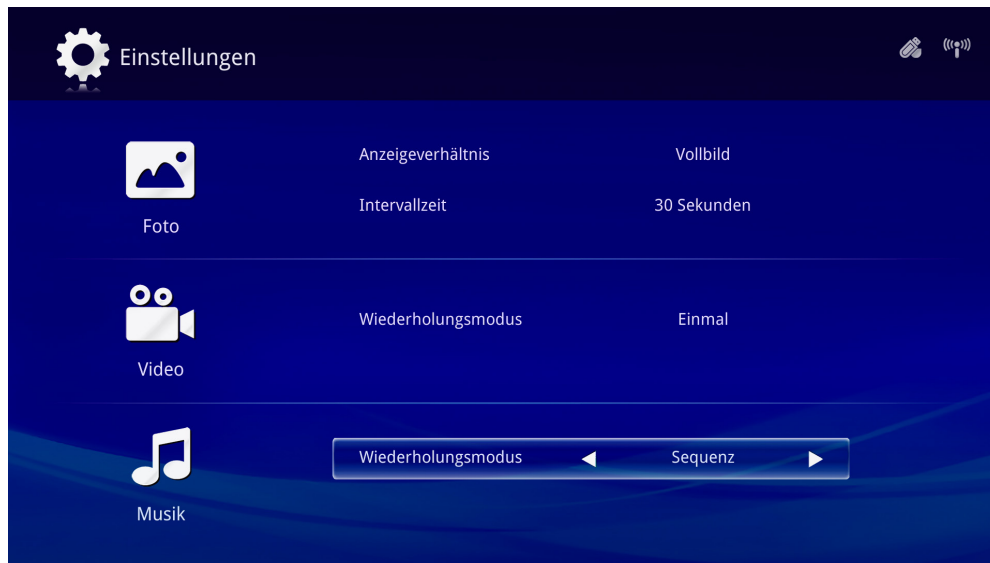 Einstellungen
Anzeigeverhältnis Vollbild
Intervallzeit 30 Sekunden
Foto
Wiederholungsmodus Einmal
Video
Wiederholungsmodus Sequenz
Musik